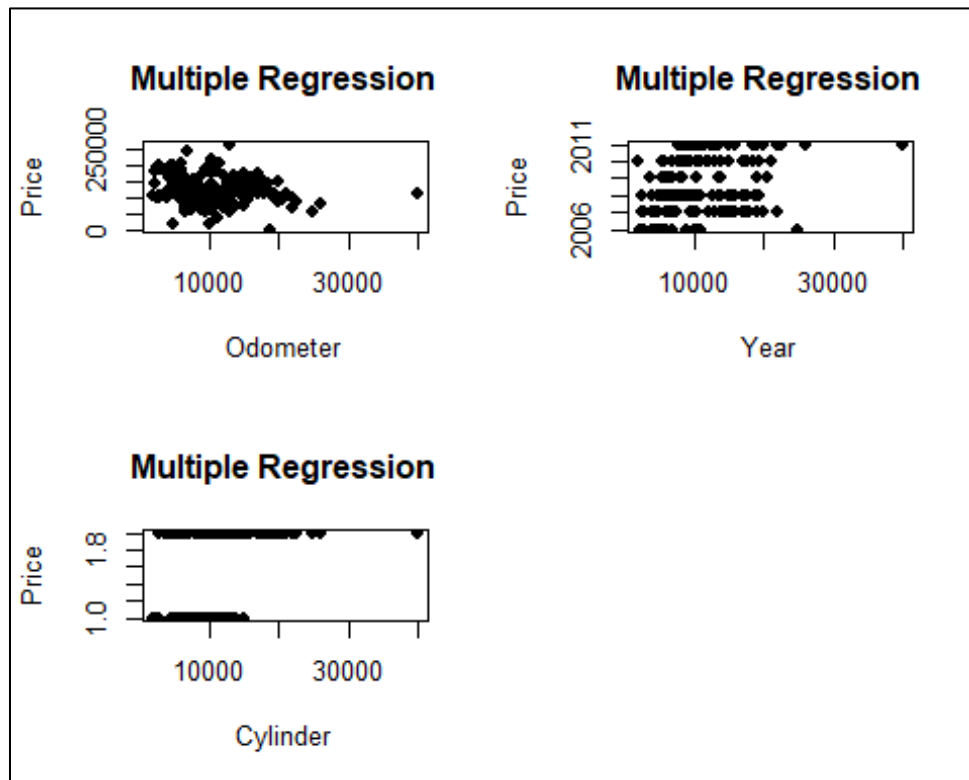 Multiple Regression
Price
250000
0
10000 30000
Odometer
Multiple Regression
Price
2011
2006
10000 30000
Year
Multiple Regression
Price
1.8
1.0
10000 30000
Cylinder